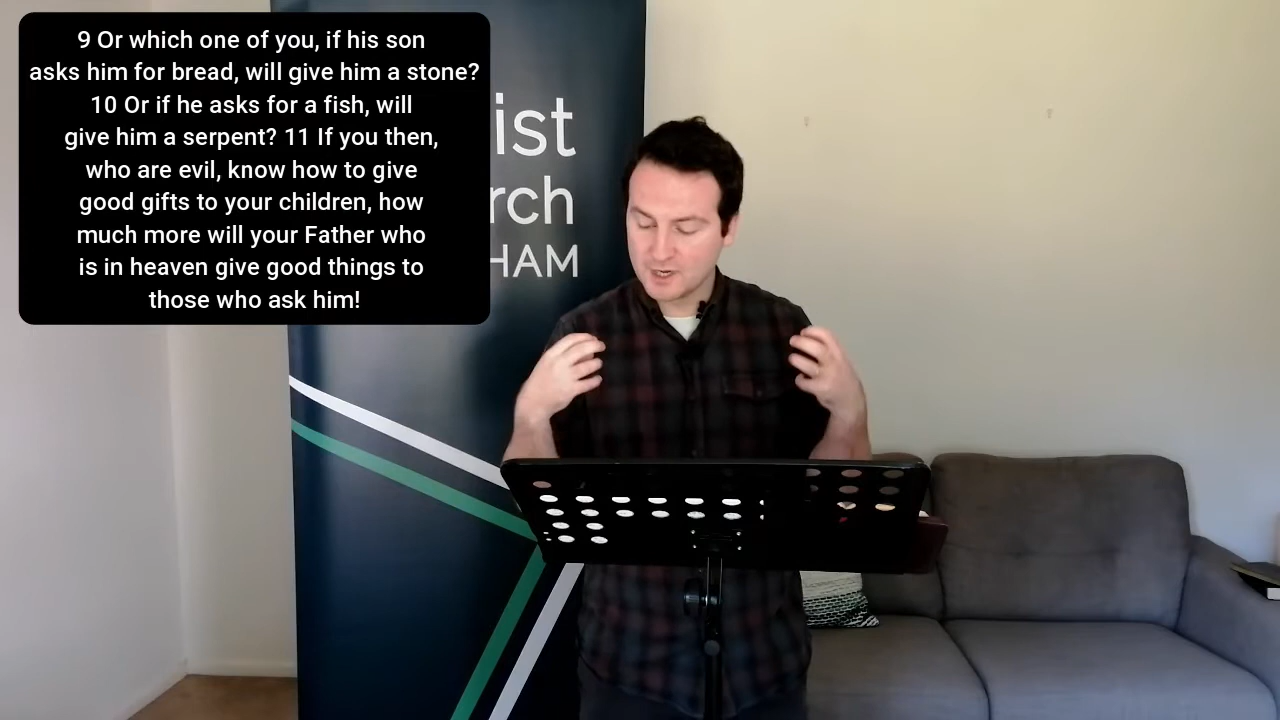 9 Or which one of you, if his son
asks him for bread, will give him a stone?
10 Or if he asks for a fish, will
give him a serpent? 11 If you then,
who are evil, know how to give
good gifts to your children, how
much more will your Father who
is in heaven give good things to
those who ask him!
ist
rch
HAM